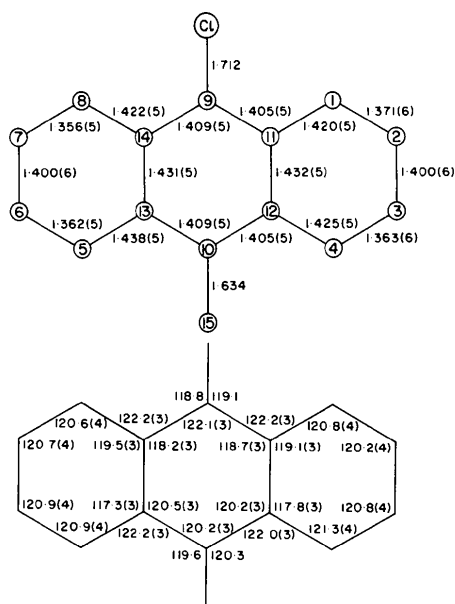 Cl
1·712
8 9 1
1·356(5) 1·422(5) 1·409(5) 1·405(5) 1·420(5) 1·371(6)
7 14 11 2
1·400(6) 1·431(5) 1·432(5) 1·400(6)
6 13 12 3
1·362(5) 1·438(5) 1·409(5) 1·405(5) 1·425(5) 1·363(6)
5 10 4
1·634
15
118·8 119·1
120·6(4) 122·2(3) 122·1(3) 122·2(3) 120·8(4)
120·7(4) 119·5(3) 118·2(3) 118·7(3) 119·1(3) 120·2(4)
120·9(4) 117·3(3) 120·5(3) 120·2(3) 117·8(3) 120·8(4)
120·9(4) 122·2(3) 120·2(3) 122·0(3) 121·3(4)
119·6 120·3